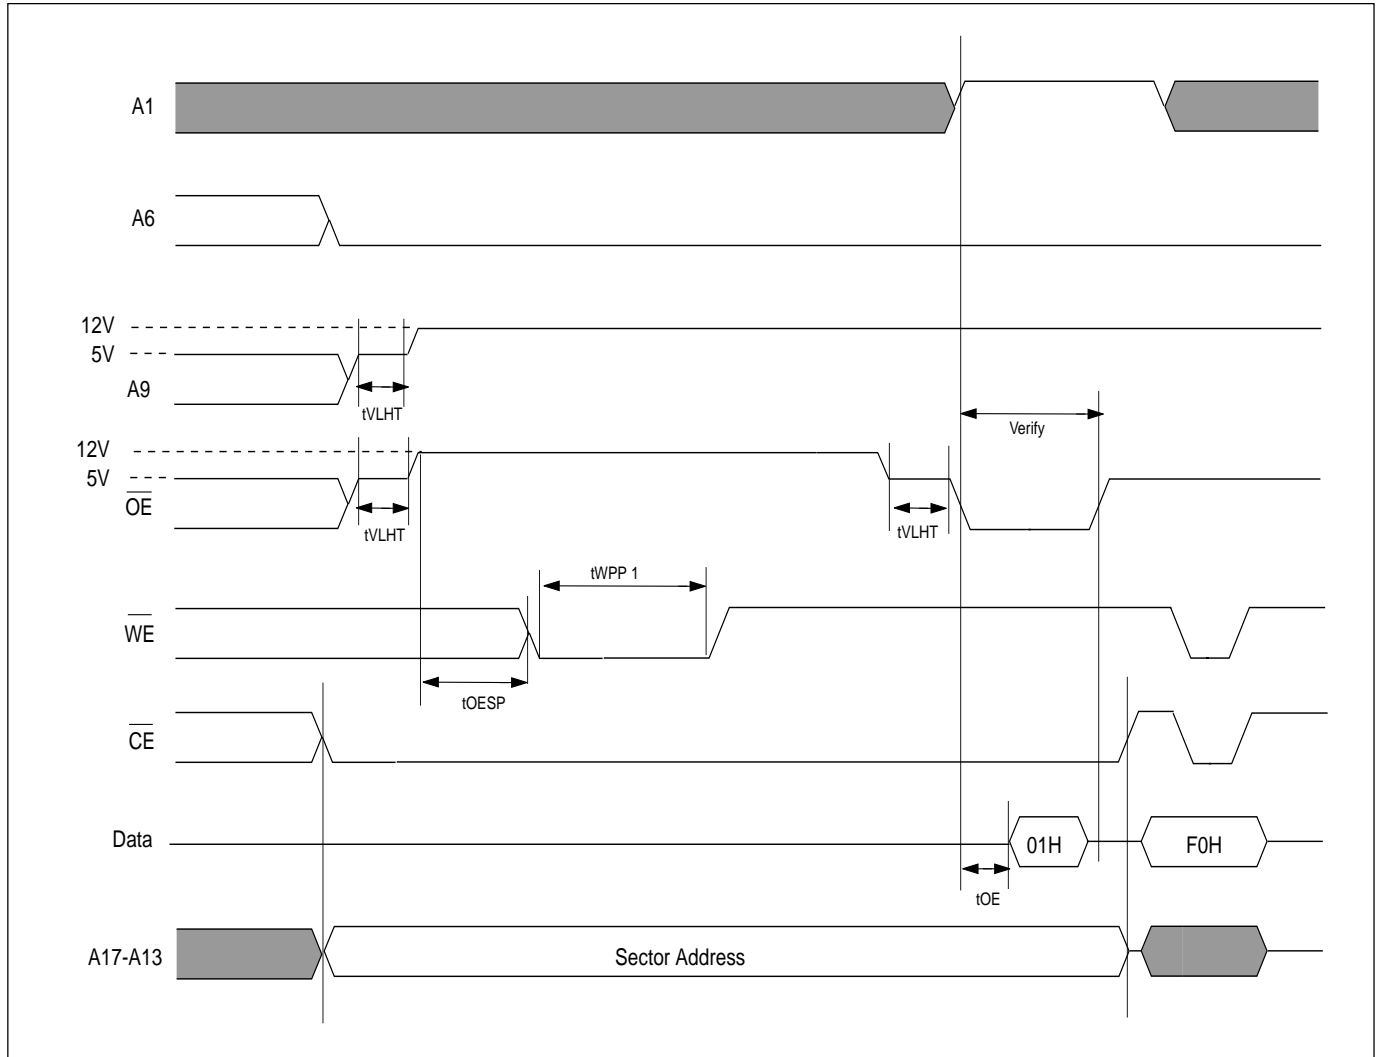 A1
A6
12V
5V
A9
tVLHT
Verify
12V
5V
OE
tVLHT
tVLHT
tWPP 1
WE
tOESP
CE
Data
01H
F0H
tOE
A17-A13
Sector Address